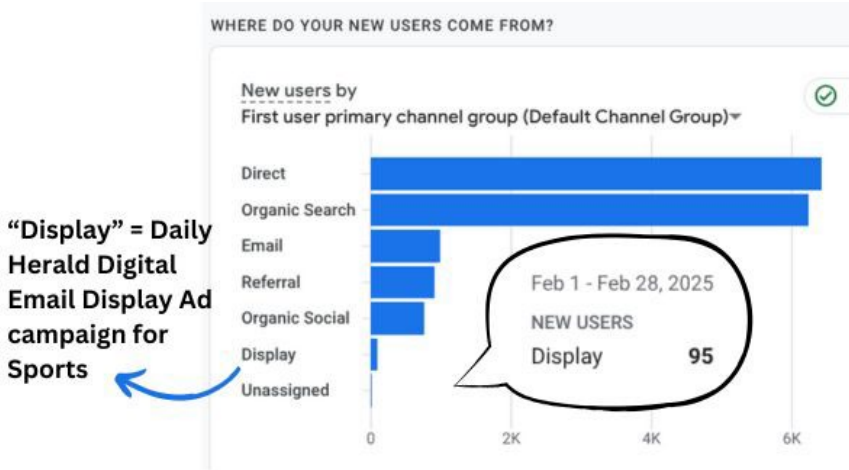 WHERE DO YOUR NEW USERS COME FROM?
New users by
First user primary channel group (Default Channel Group)
Direct
Organic Search
Email
Referral
Organic Social
Display
Unassigned
0 2K 4K 6K
“Display” = Daily
Herald Digital
Email Display Ad
campaign for
Sports
Feb 1 - Feb 28, 2025
NEW USERS
Display 95